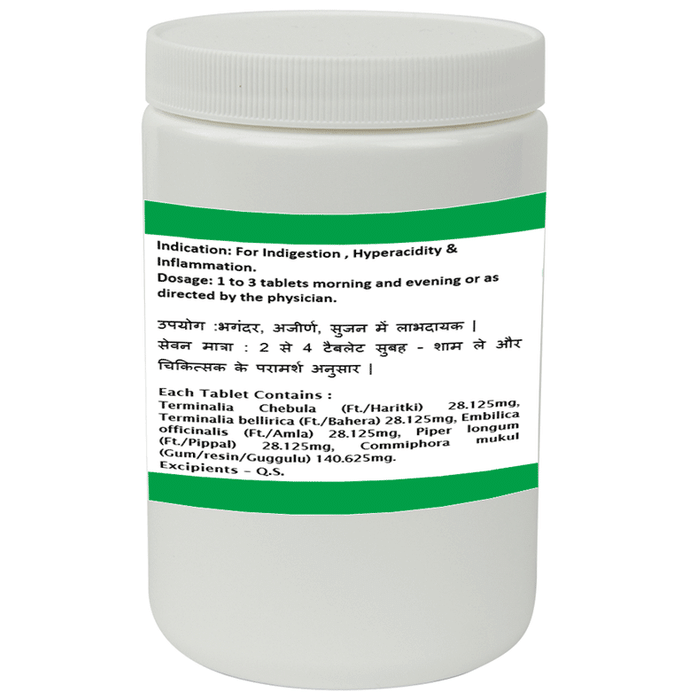 Indication: For Indigestion , Hyperacidity &
Inflammation.
Dosage: 1 to 3 tablets morning and evening or as
directed by the physician.
उपयोग :भगंदर, अजीर्ण, सुजन में लाभदायक |
सेवन मात्रा : 2 से 4 टैबलेट सुबह - शाम ले और
चिकित्सक के परामर्श अनुसार |
Each Tablet Contains :
Terminalia Chebula (Ft./Haritki) 28.125mg,
Terminalia bellirica (Ft./Bahera) 28.125mg, Embilica
officinalis (Ft./Amla) 28.125mg, Piper longum
(Ft./Pippal) 28.125mg, Commiphora mukul
(Gum/resin/Guggulu) 140.625mg.
Excipients - Q.S.